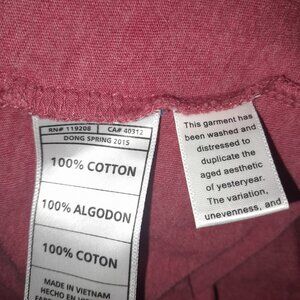 RN# 119208 CA# 40312
DONG SPRING 2015
100% COTTON
100% ALGODON
100% COTON
MADE IN VIETNAM
HECHO EN VIETNAM
This garment has
been washed and
distressed to
duplicate the
aged aesthetic
of yesteryear.
The variation,
unevenness, and